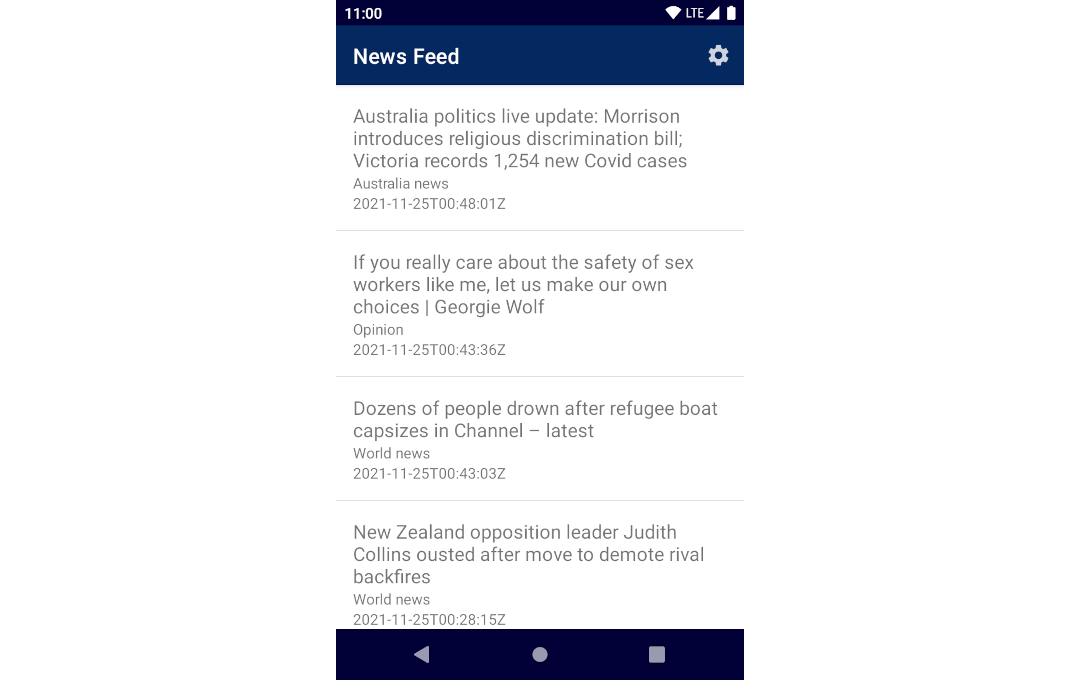 11:00
LTE
News Feed
Australia politics live update: Morrison
introduces religious discrimination bill;
Victoria records 1,254 new Covid cases
Australia news
2021-11-25T00:48:01Z
If you really care about the safety of sex
workers like me, let us make our own
choices | Georgie Wolf
Opinion
2021-11-25T00:43:36Z
Dozens of people drown after refugee boat
capsizes in Channel – latest
World news
2021-11-25T00:43:03Z
New Zealand opposition leader Judith
Collins ousted after move to demote rival
backfires
World news
2021-11-25T00:28:15Z